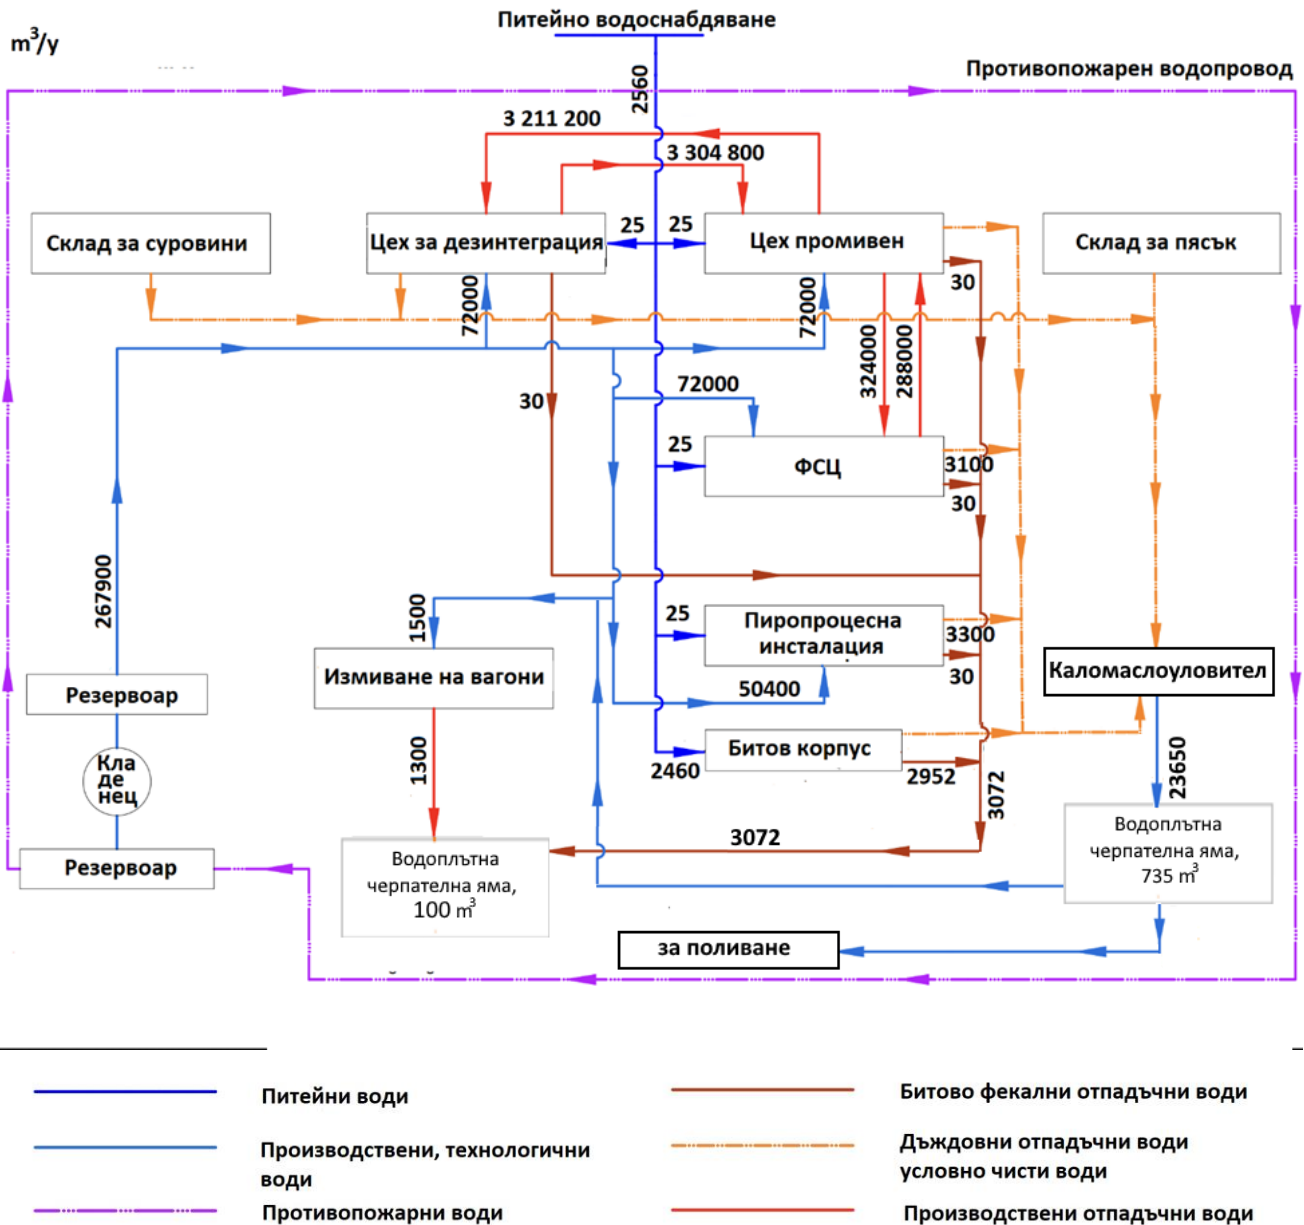 Питейно водоснабдяване
m³/y
Противопожарен водопровод
2560
3 211 200
3 304 800
25
25
Склад за суровини
Цех за дезинтеграция
Цех промивен
Склад за пясък
30
72000
72000
324000
288000
72000
30
25
ФСЦ
3100
30
267900
1500
25
Пиропроцесна
инсталация
3300
30
Измиване на вагони
Каломаслоуловител
Резервоар
50400
Кла
де
нец
1300
Битов корпус
2460
2952
3072
23650
Резервоар
3072
Водоплътна
черпателна яма,
100 m³
Водоплътна
черпателна яма,
735 m³
за поливане
Питейни води
Производствени, технологични
води
Противопожарни води
Битово фекални отпадъчни води
Дъждовни отпадъчни води
условно чисти води
Производствени отпадъчни води